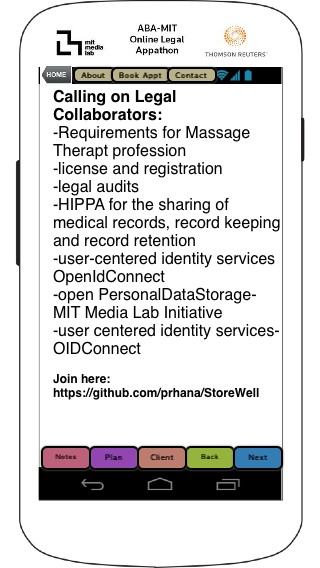 mit
media
lab
ABA-MIT
Online Legal
Appathon
THOMSON REUTERS
HOME
About
Book Appt
Contact
Calling on Legal
Collaborators:
-Requirements for Massage
Therapt profession
-license and registration
-legal audits
-HIPPA for the sharing of
medical records, record keeping
and record retention
-user-centered identity services
OpenIdConnect
-open PersonalDataStorage-
MIT Media Lab Initiative
-user centered identity services-
OIDConnect
Join here:
https://github.com/prhana/StoreWell
Notes
Plan
Client
Back
Next